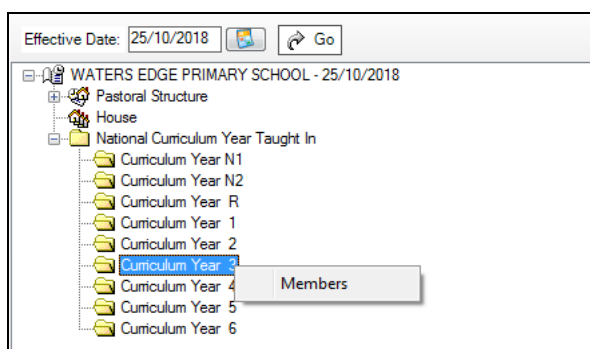 Effective Date: 25/10/2018 Go
WATERS EDGE PRIMARY SCHOOL - 25/10/2018
Pastoral Structure
House
National Curriculum Year Taught In
Curriculum Year N1
Curriculum Year N2
Curriculum Year R
Curriculum Year 1
Curriculum Year 2
Curriculum Year 3
Members
Curriculum Year 4
Curriculum Year 5
Curriculum Year 6